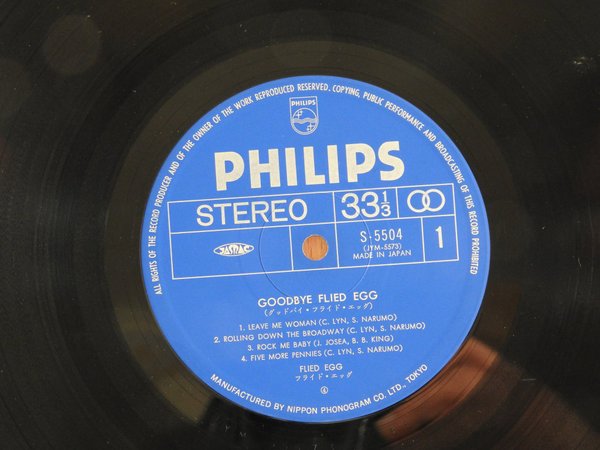 ALL RIGHTS OF THE RECORD PRODUCER AND OF THE OWNER OF THE WORK REPRODUCED RESERVED. COPYING, PUBLIC PERFORMANCE AND BROADCASTING OF THIS RECORD PROHIBITED
PHILIPS
PHILIPS
STEREO 33 1/3
JASRAC
S-5504
(JYM-5573)
MADE IN JAPAN
1
GOODBYE FLIED EGG
(グッドバイ・フライド・エッグ)
1. LEAVE ME WOMAN (C. LYN, S. NARUMO)
2. ROLLING DOWN THE BROADWAY (C. LYN, S. NARUMO)
3. ROCK ME BABY (J. JOSEA, B. B. KING)
4. FIVE MORE PENNIES (C. LYN, S. NARUMO)
FLIED EGG
フライド・エッグ
MANUFACTURED BY NIPPON PHONOGRAM CO. LTD., TOKYO